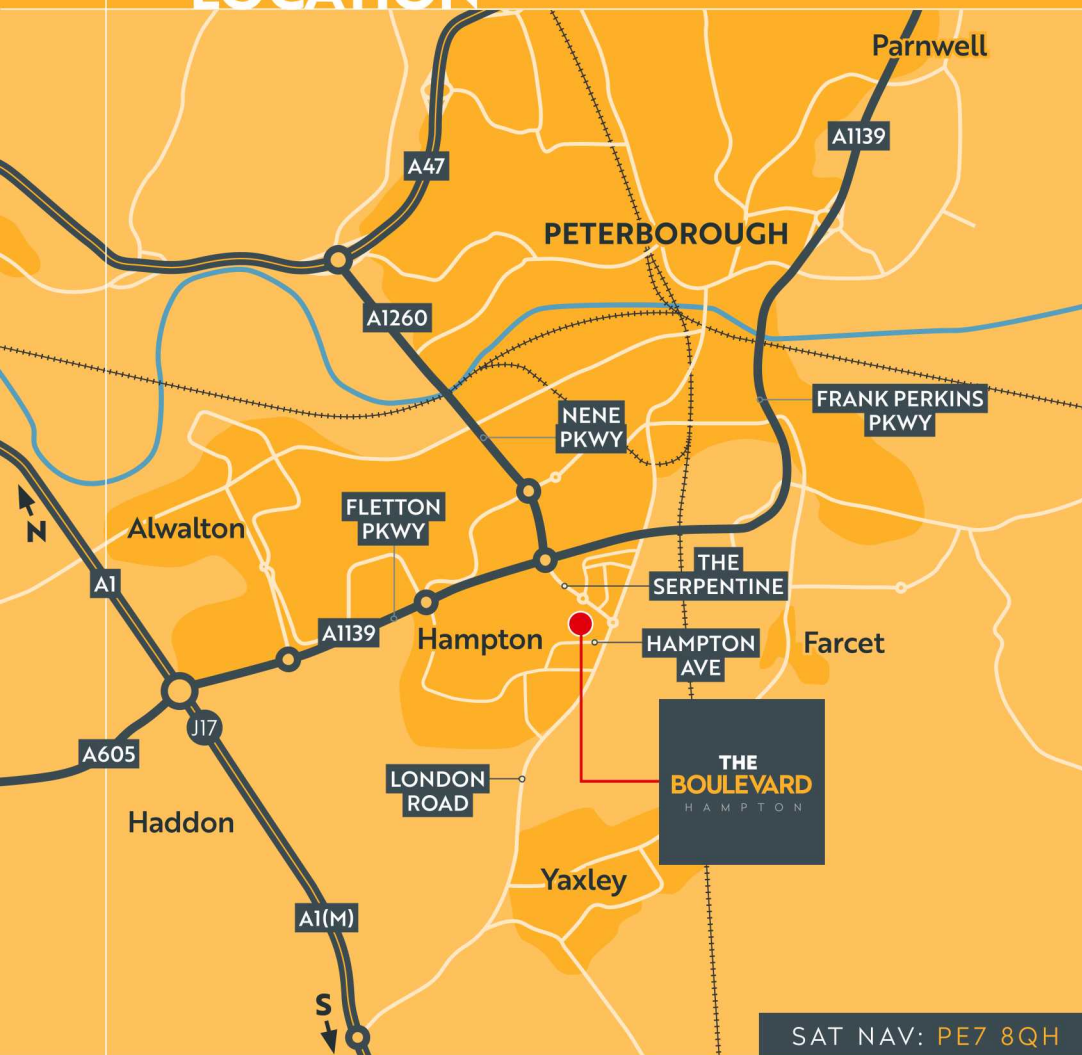 LOCATION
Parnwell
A1139
A47
PETERBOROUGH
A1260
FRANK PERKINS
PKWY
NENE
PKWY
FLETTON
PKWY
N
Alwalton
THE
SERPENTINE
A1
A1139
Hampton
HAMPTON
AVE
Farcet
J17
A605
LONDON
ROAD
THE
BOULEVARD
HAMPTON
Haddon
Yaxley
A1(M)
S
SAT NAV: PE7 8QH